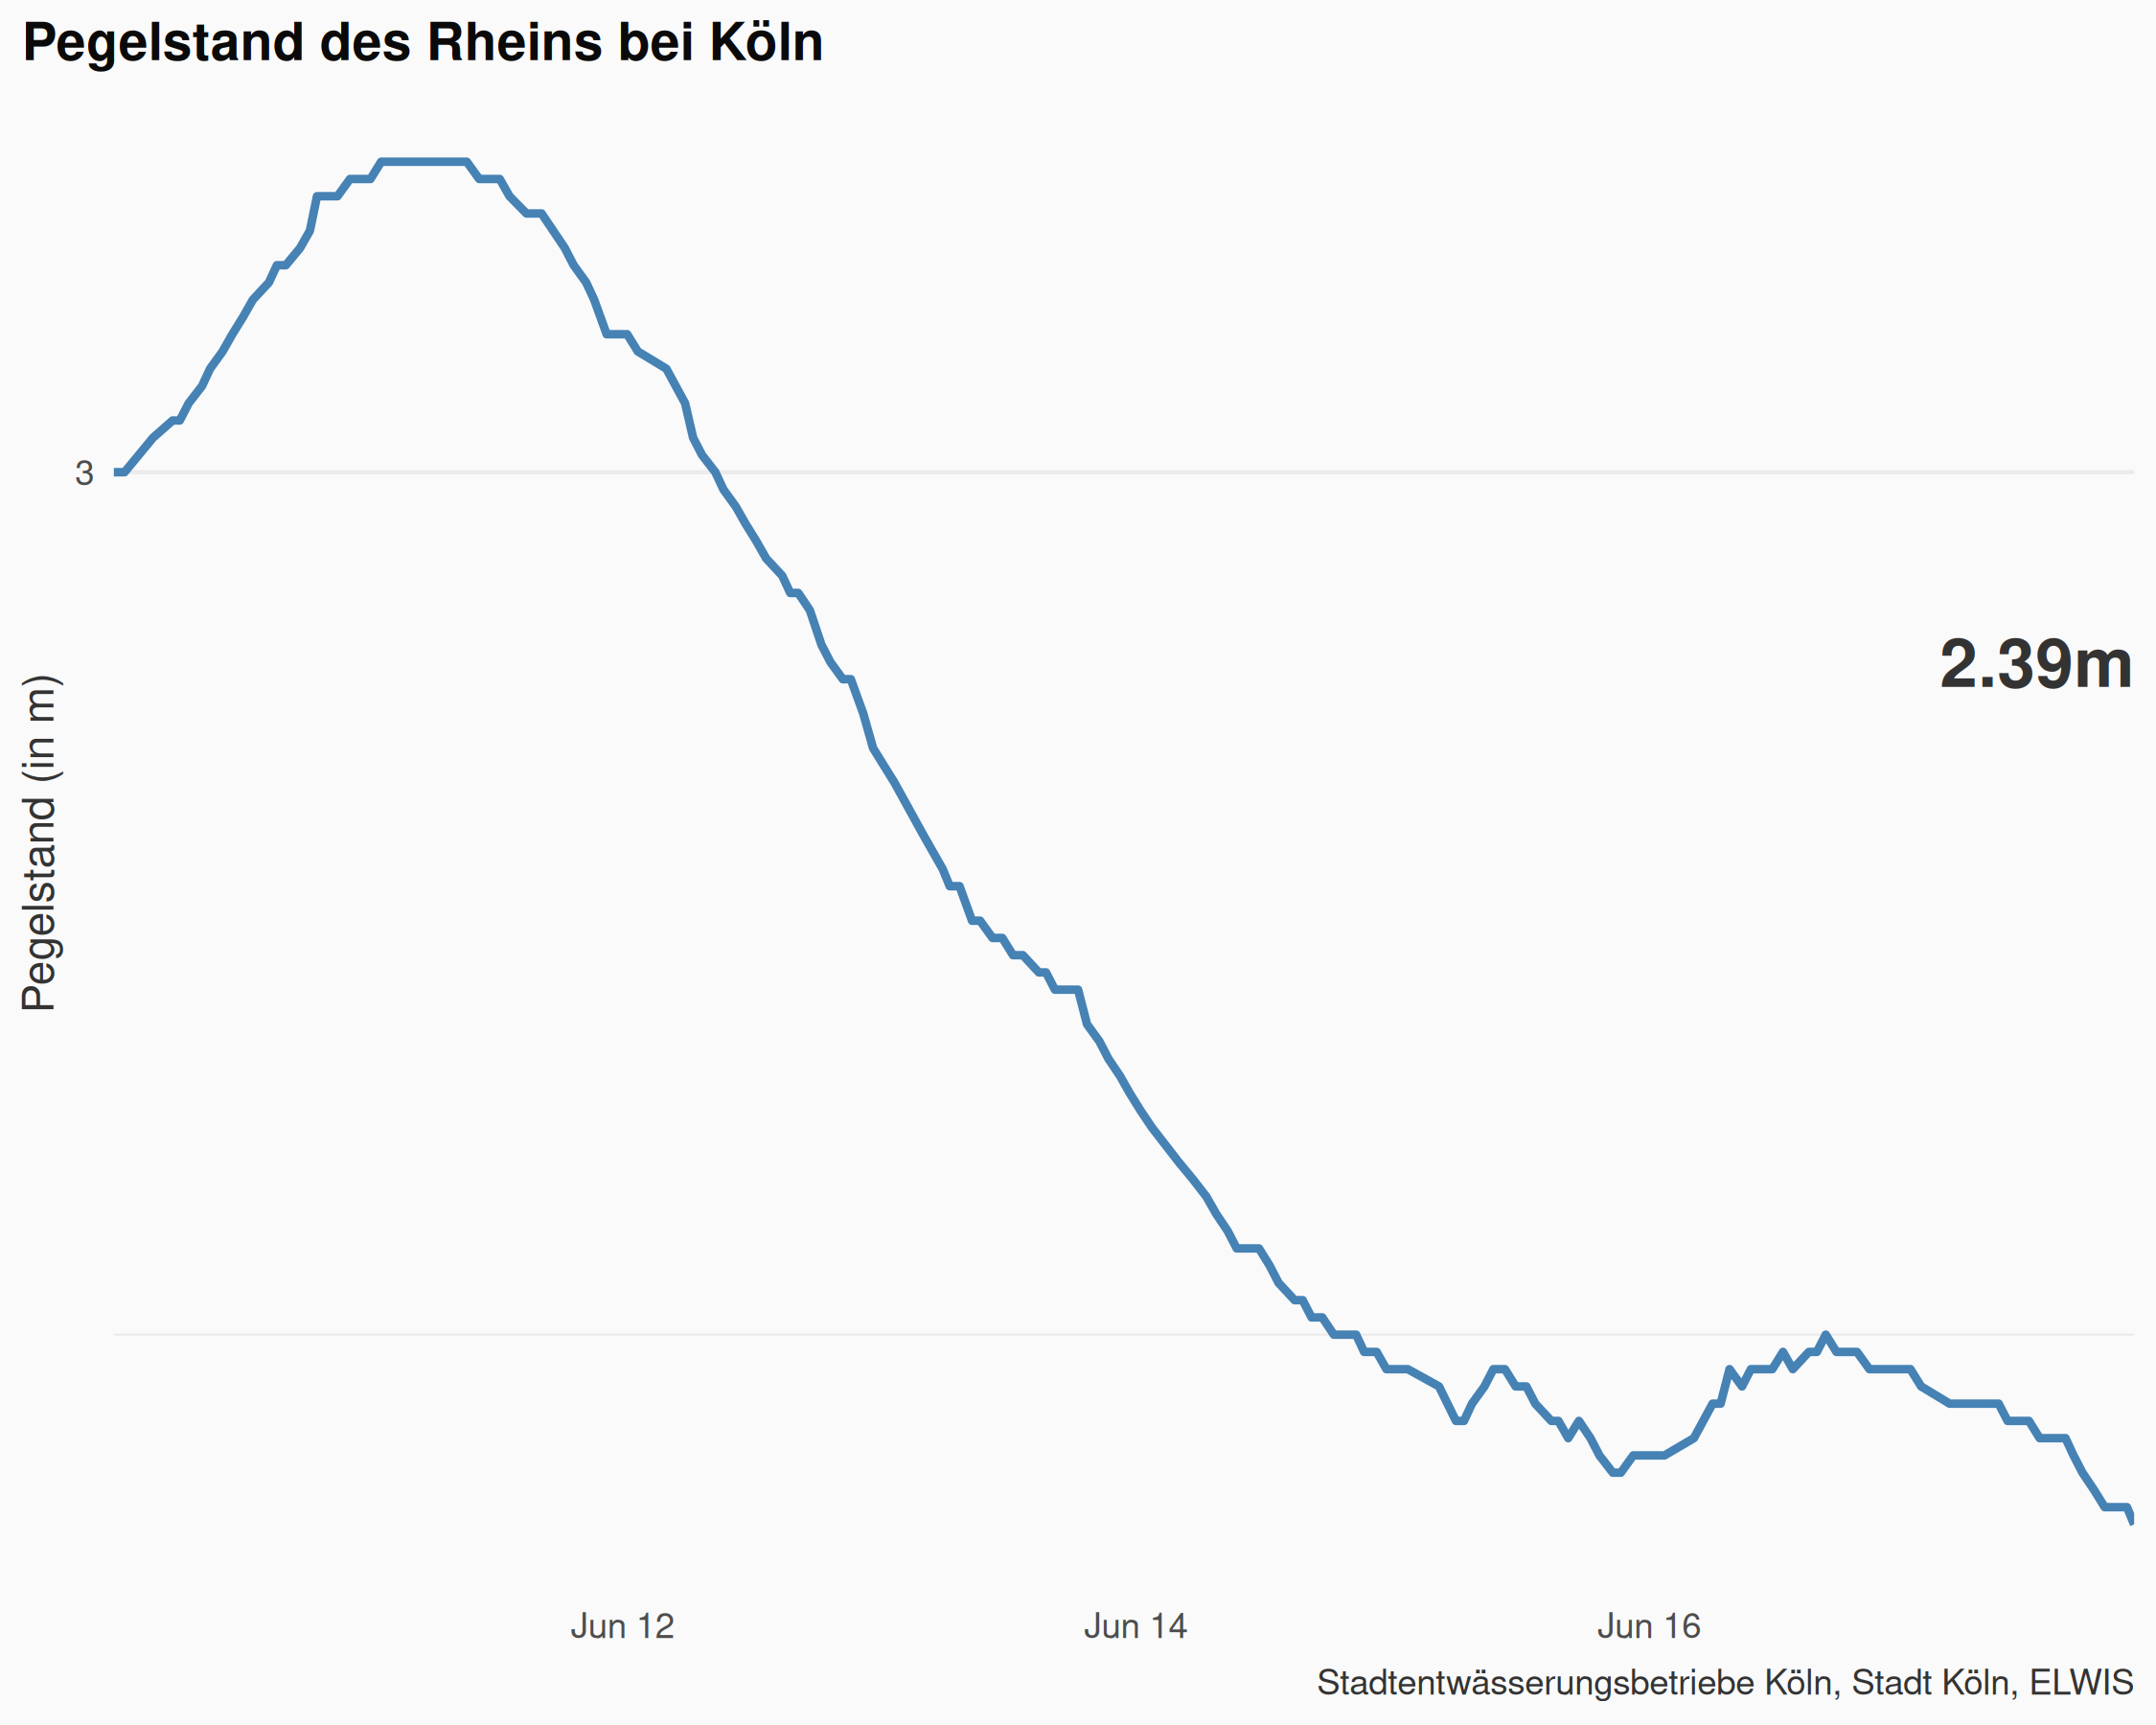 Pegelstand des Rheins bei Köln
3
2.39m
Pegelstand (in m)
Jun 12
Jun 14
Jun 16
Stadtentwässerungsbetriebe Köln, Stadt Köln, ELWIS